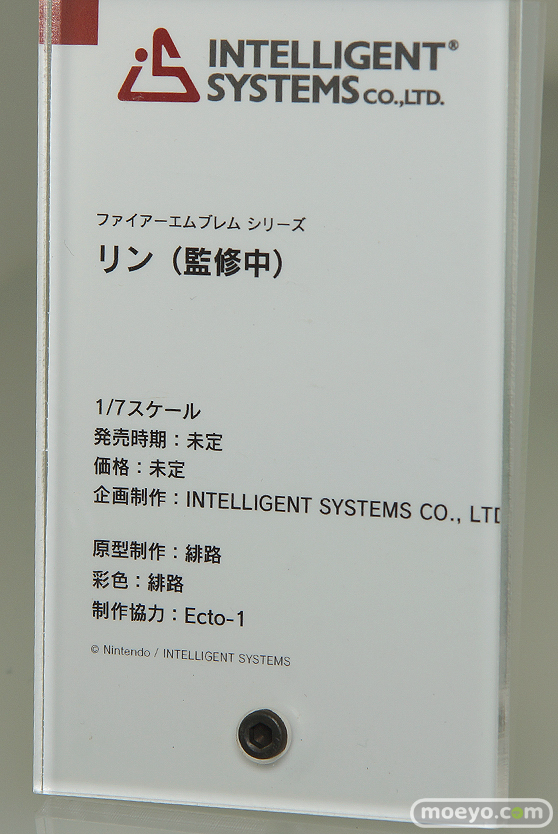 INTELLIGENT®
SYSTEMS CO.,LTD.
ファイアーエムブレム シリーズ
リン（監修中）
1/7スケール
発売時期：未定
価格：未定
企画制作：INTELLIGENT SYSTEMS CO., LTD
原型制作：緋路
彩色：緋路
制作協力：Ecto-1
© Nintendo / INTELLIGENT SYSTEMS
moeyo.com